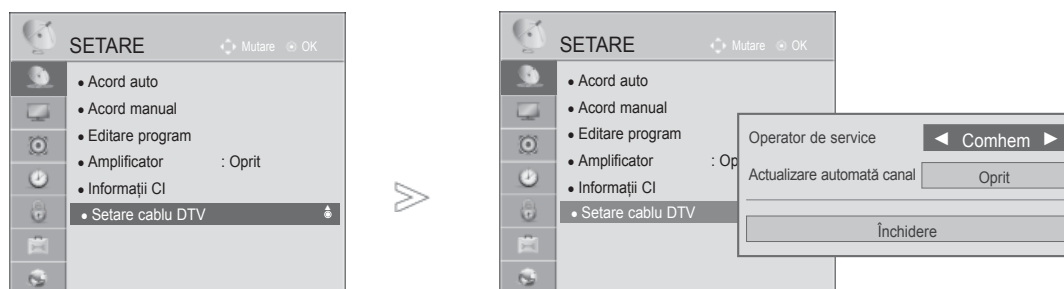 SETARE Mutare OK
• Acord auto
• Acord manual
• Editare program
• Amplificator : Oprit
• Informații CI
• Setare cablu DTV
SETARE Mutare OK
• Acord auto
• Acord manual
• Editare program
• Amplificator : Op
• Informații CI
• Setare cablu DTV
Operator de service ◄ Comhem ►
Actualizare automată canal Oprit
Închidere